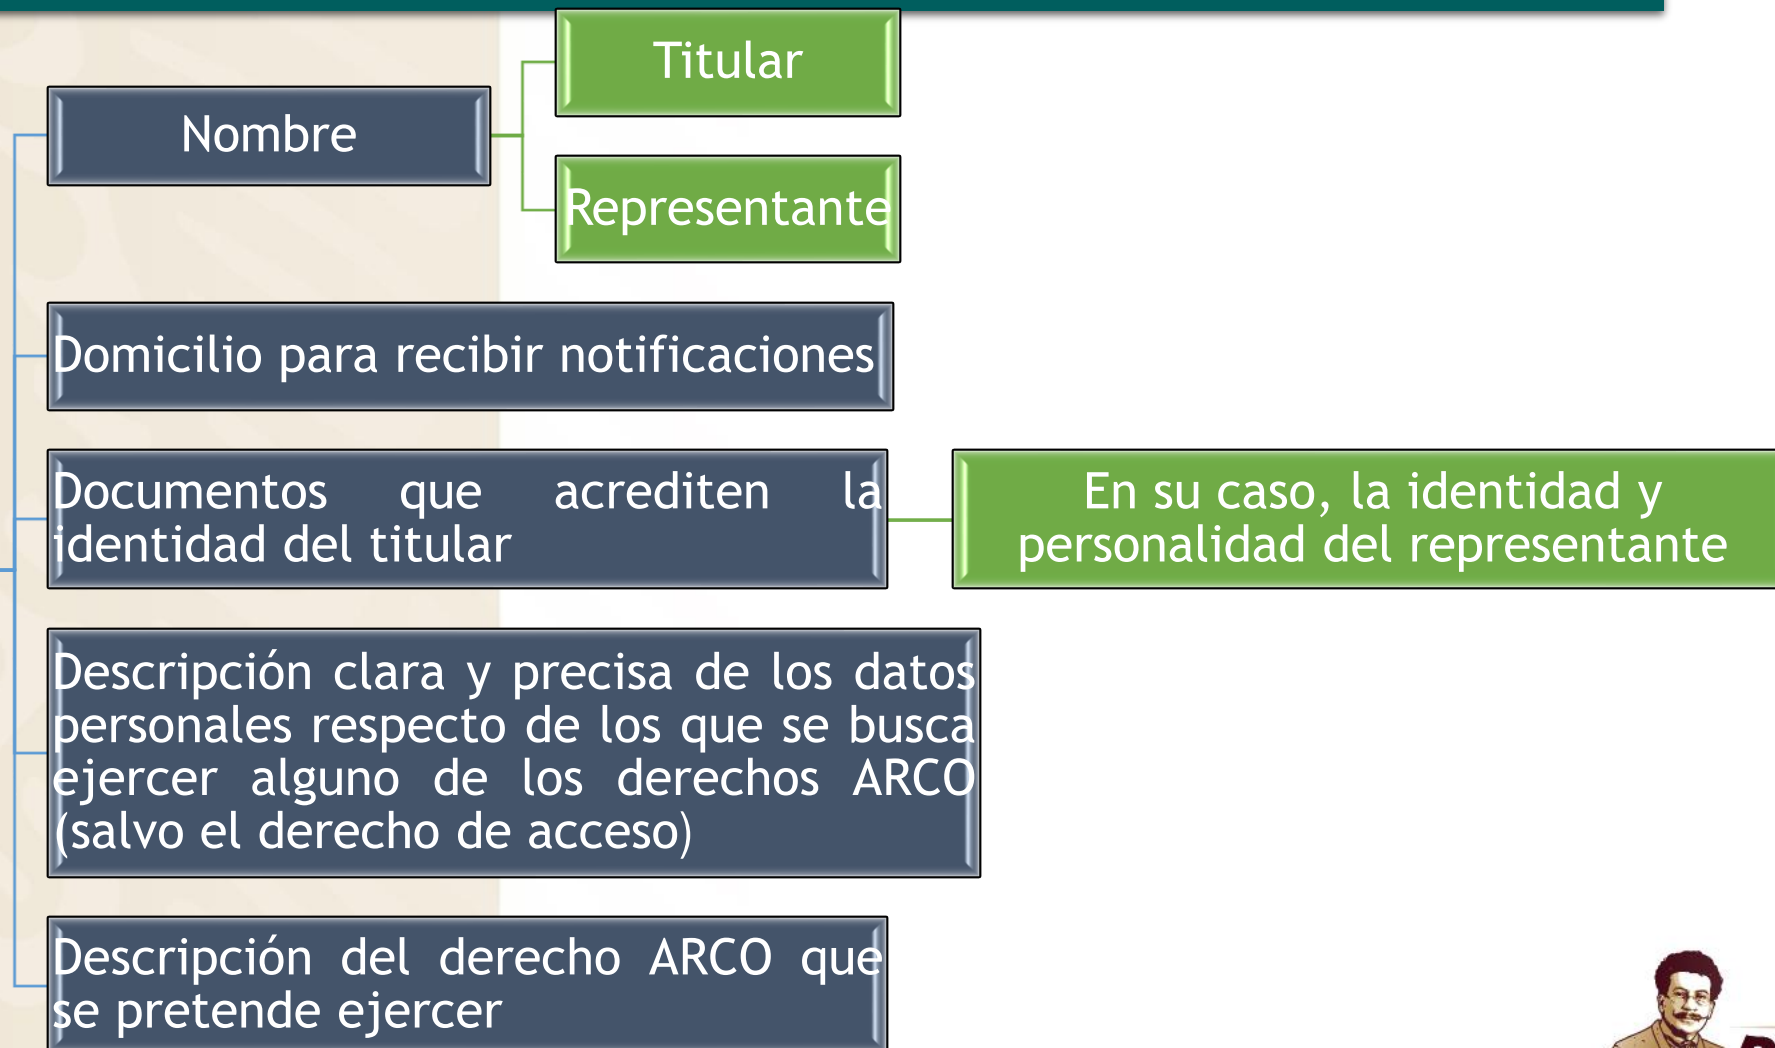 Titular
Nombre
Representante
Domicilio para recibir notificaciones
Documentos que acrediten la
identidad del titular
En su caso, la identidad y
personalidad del representante
Descripción clara y precisa de los datos
personales respecto de los que se busca
ejercer alguno de los derechos ARCO
(salvo el derecho de acceso)
Descripción del derecho ARCO que
se pretende ejercer